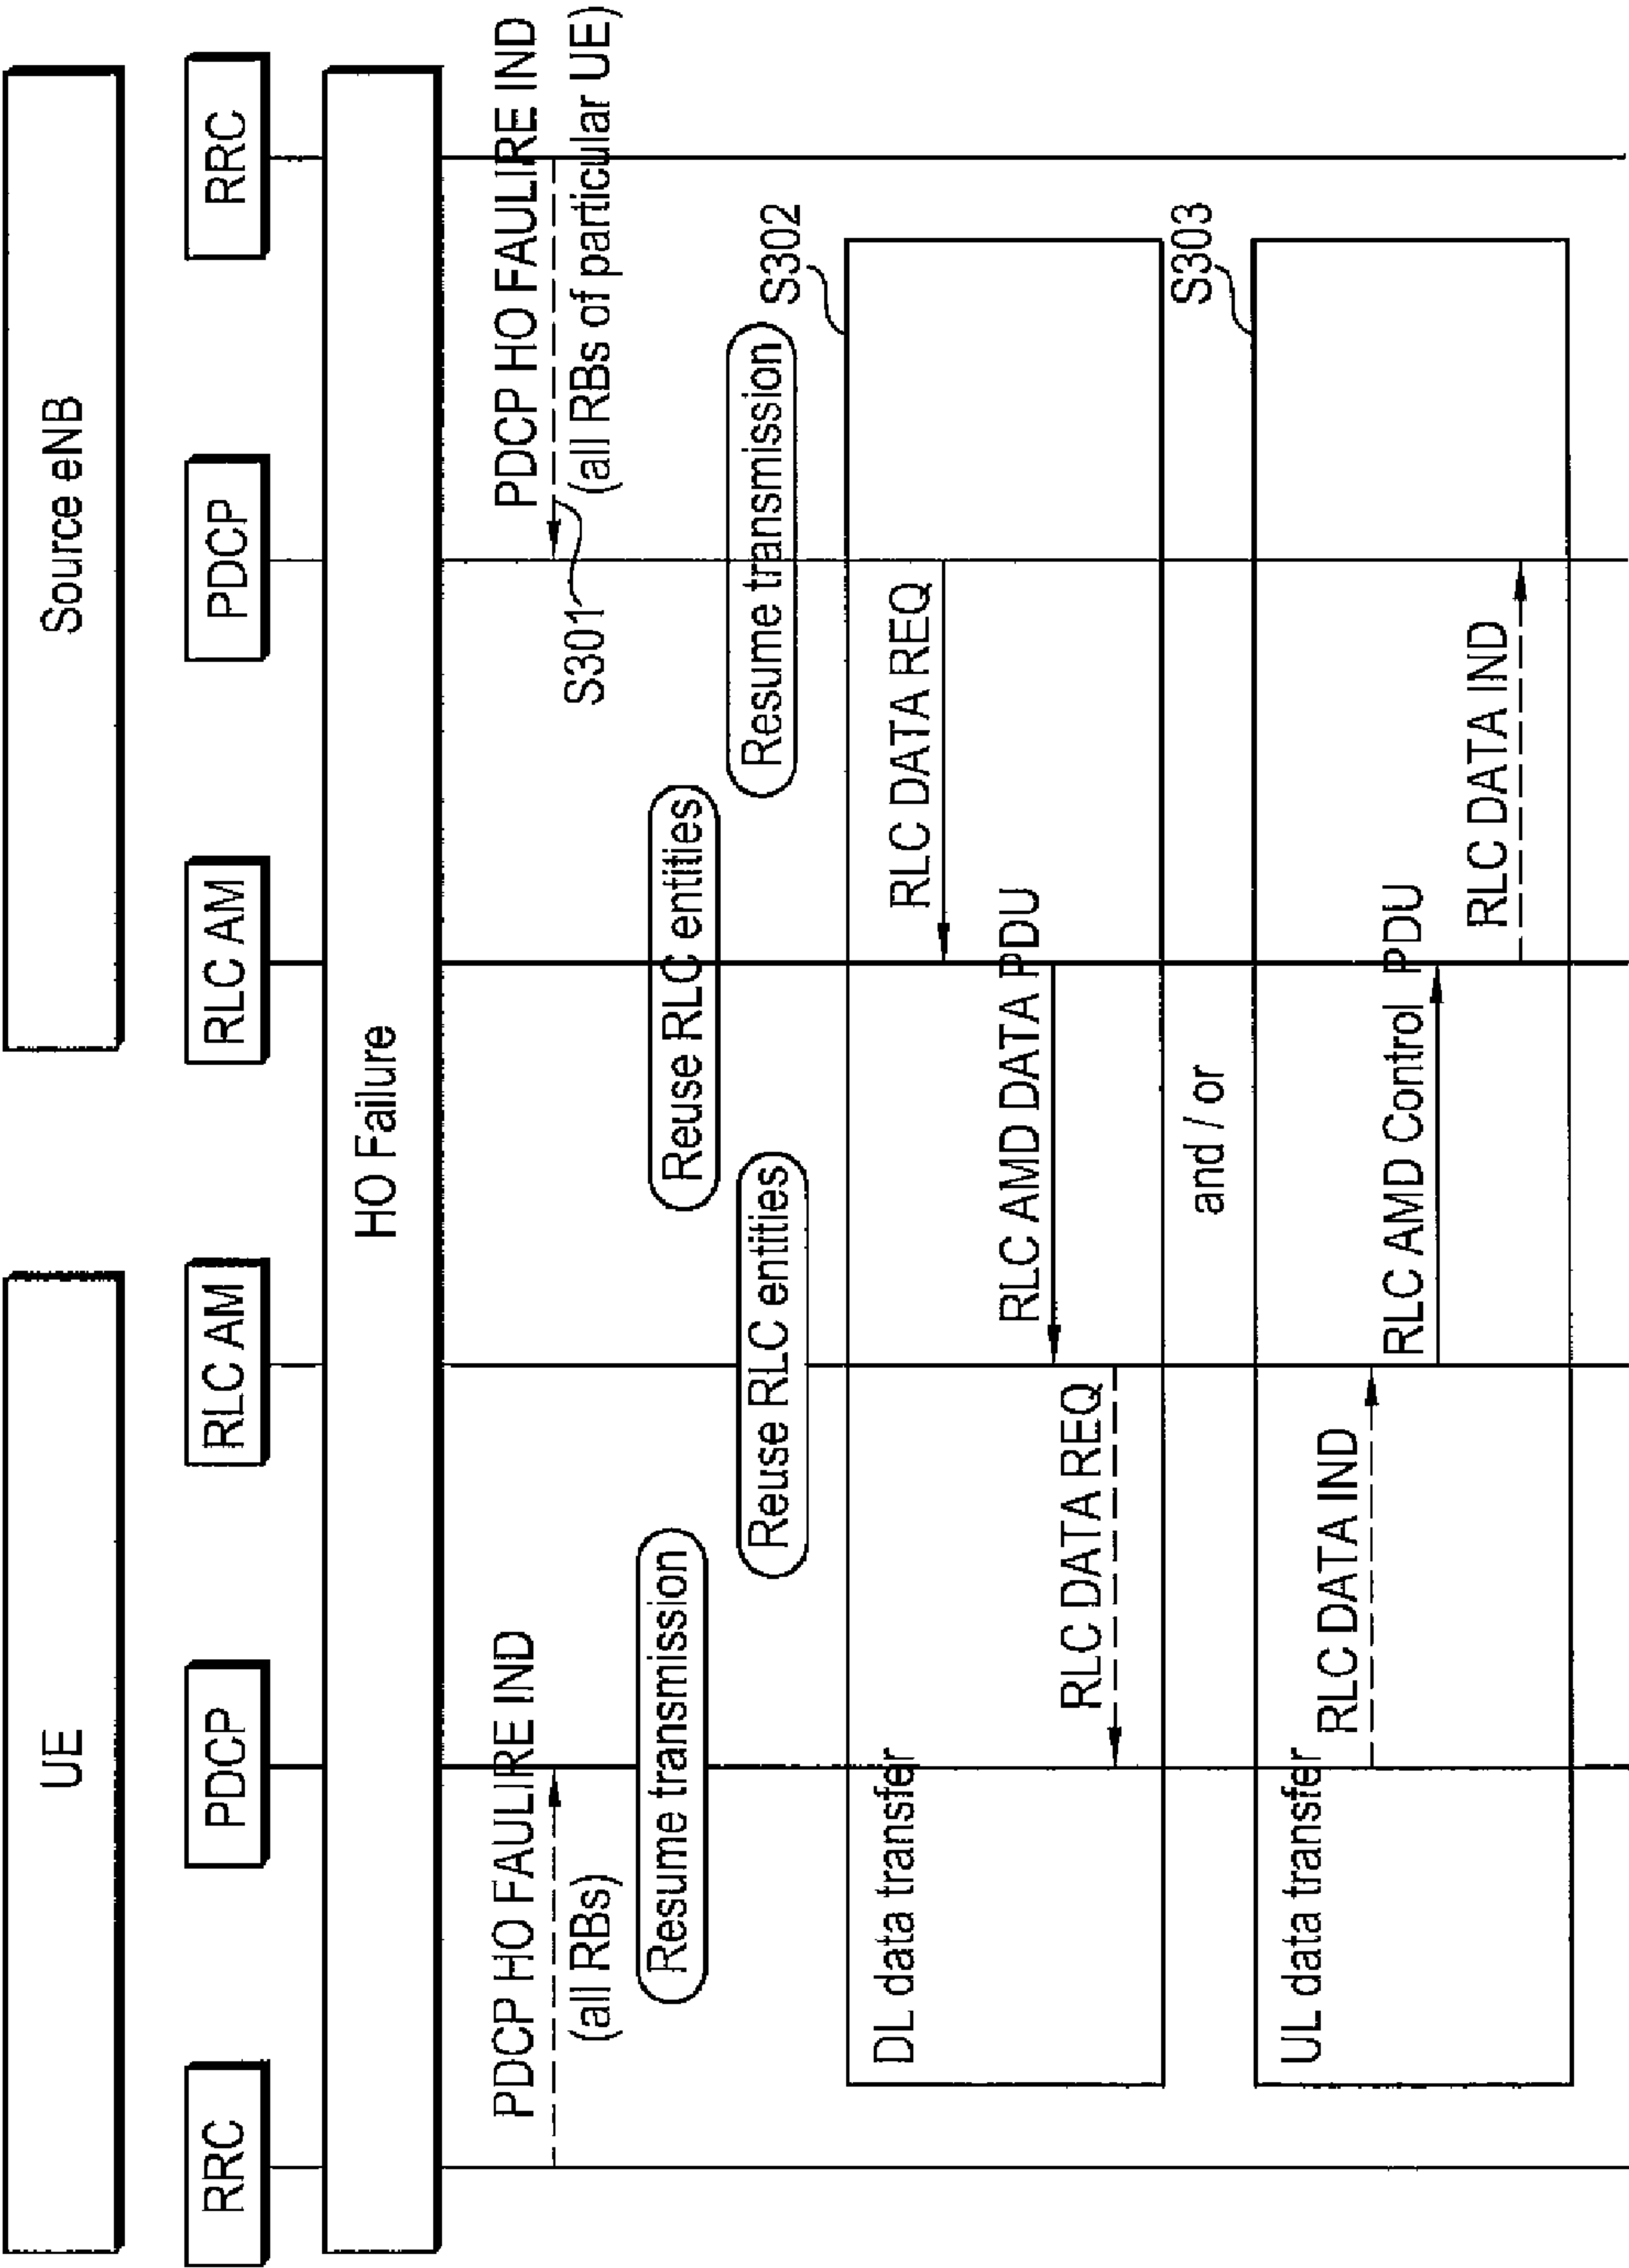 UE
Source eNB
RRC
PDCP
RLC AM
RLC AM
PDCP
RRC
HO Failure
PDCP HO FAULIRE IND
(all RBs)
PDCP HO FAULIRE IND
(all RBs of particular UE)
S301
Resume transmission
Reuse RLC entities
Reuse RLC entities
Resume transmission
S302
DL data transfer
RLC DATA REQ
RLC AMD DATA PDU
RLC DATA REQ
and / or
S303
UL data transfer
RLC DATA IND
RLC AMD Control PDU
RLC DATA IND